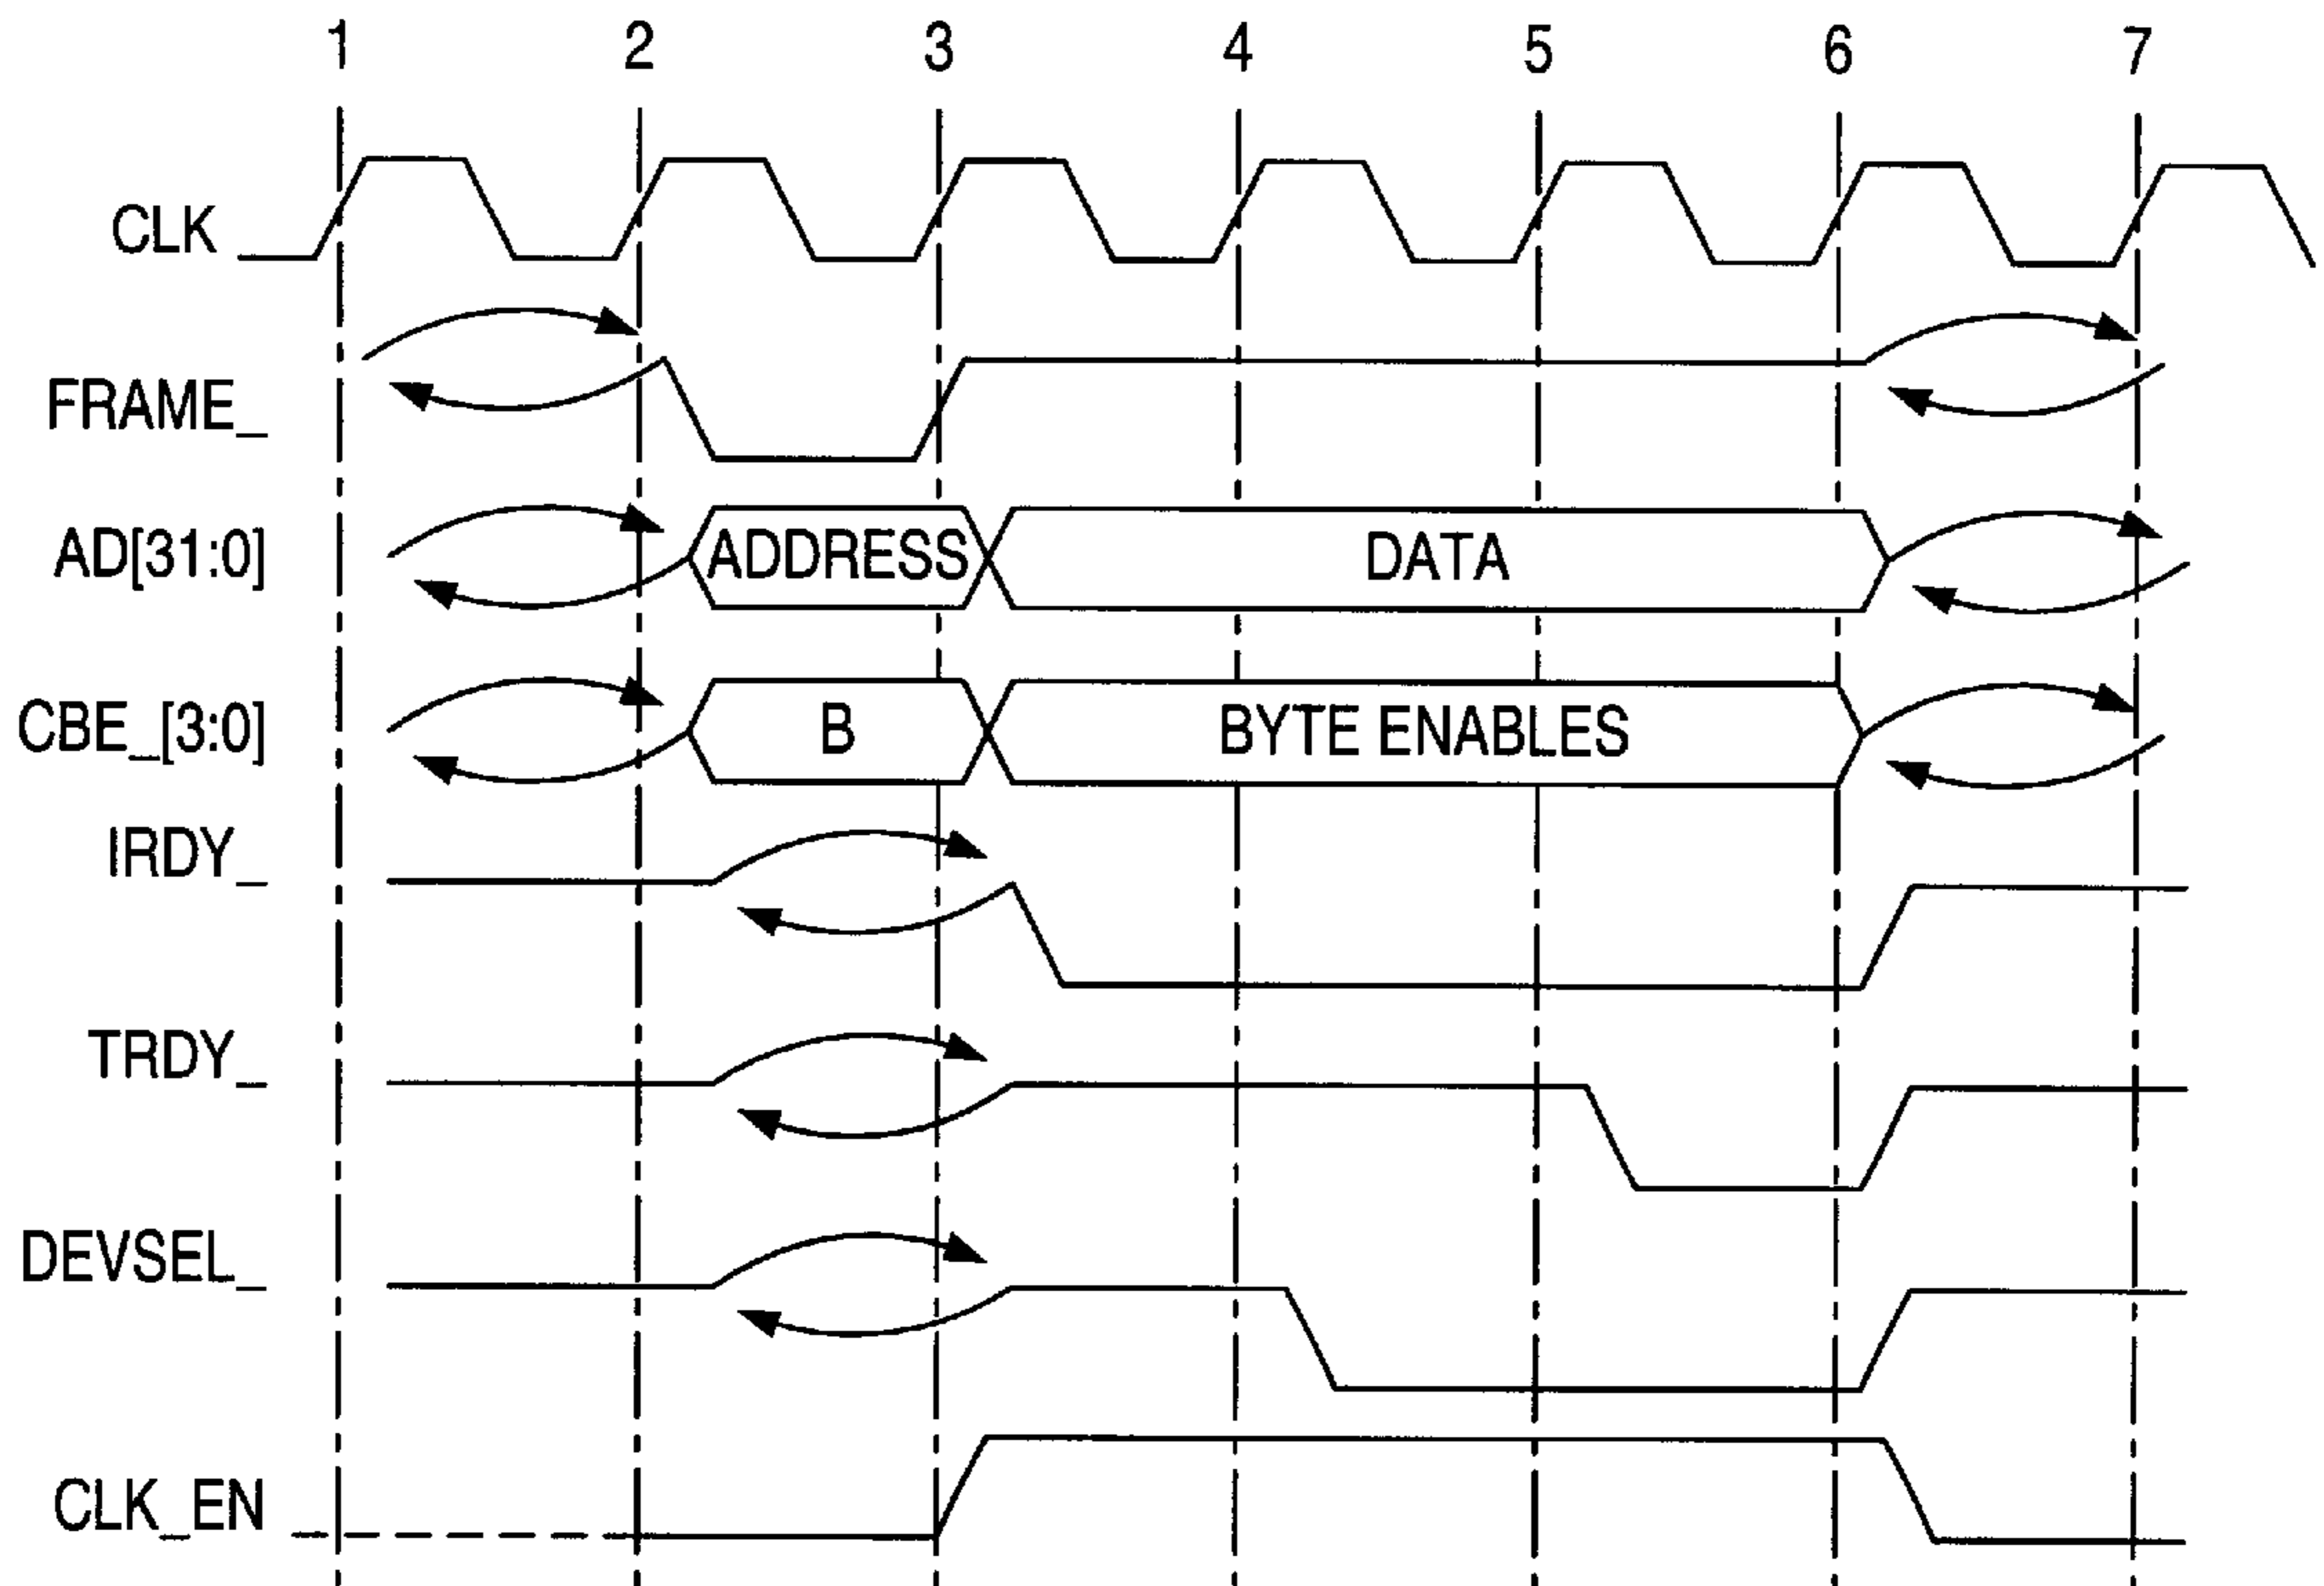 1 2 3 4 5 6 7
CLK
FRAME_
AD[31:0] ADDRESS DATA
CBE_[3:0] B BYTE ENABLES
IRDY_
TRDY_
DEVSEL_
CLK_EN